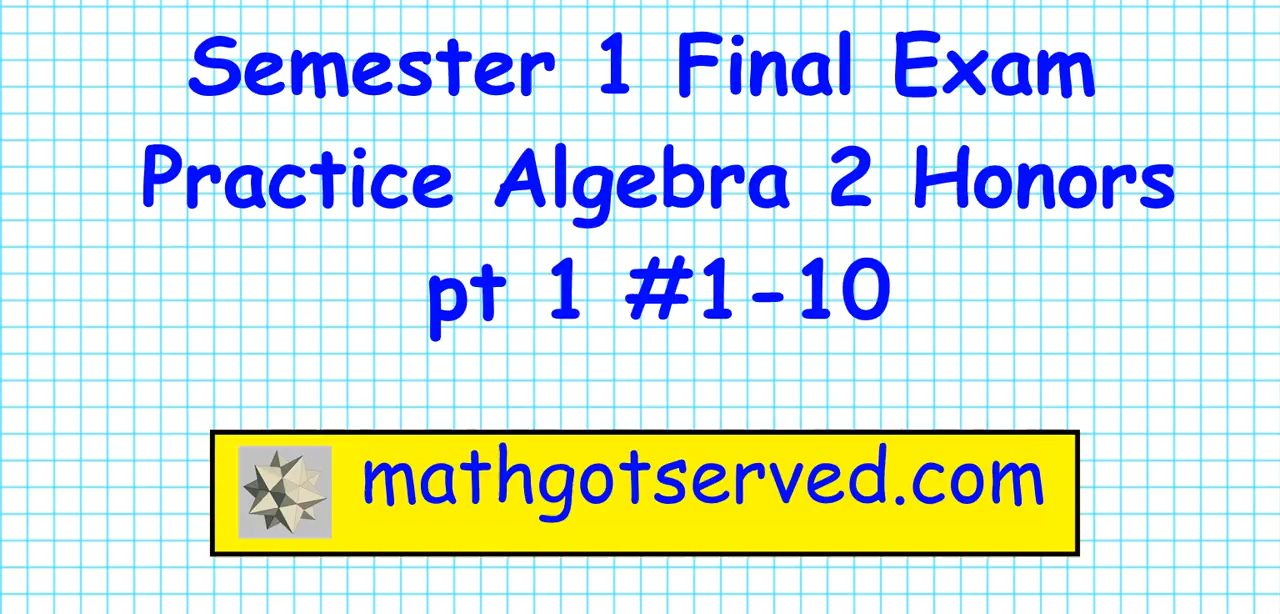 Semester 1 Final Exam
Practice Algebra 2 Honors
pt 1 #1-10
mathgotserved.com